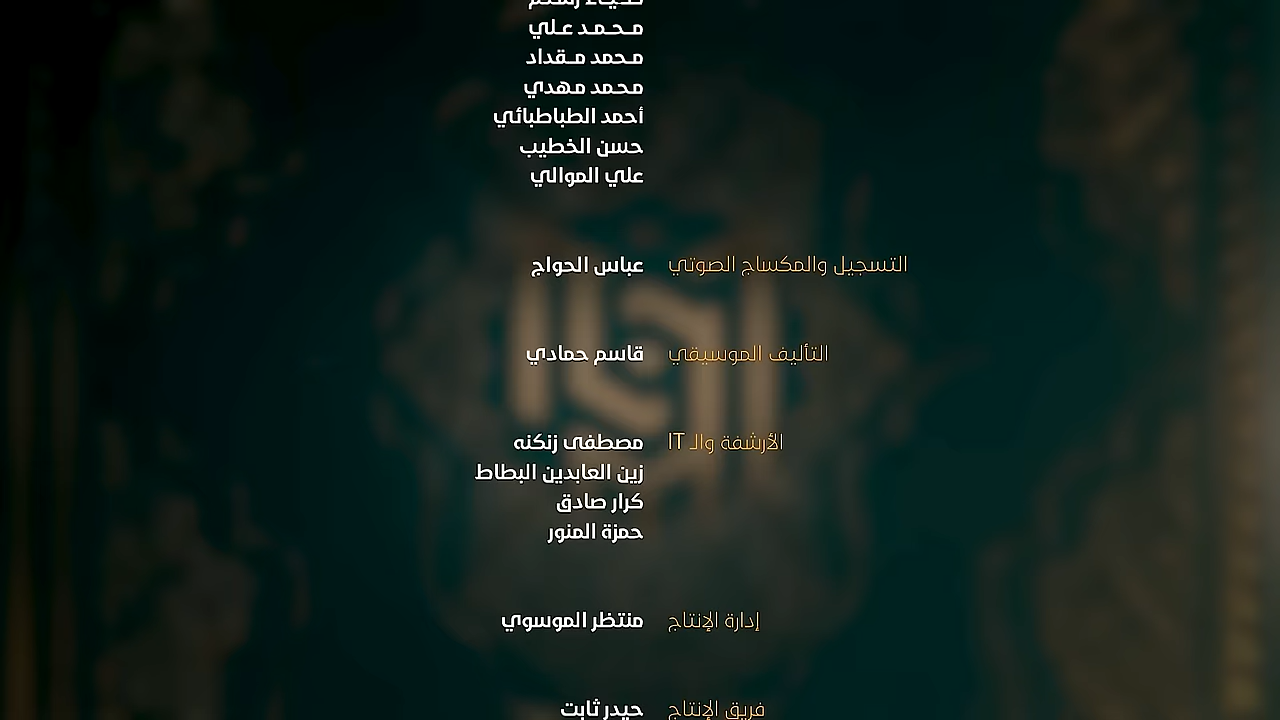 محمد علي
محمد مقداد
محمد مهدي
أحمد الطباطبائي
حسن الخطيب
علي الموالي
التسجيل والمكساج الصوتي عباس الحواج
التأليف الموسيقي قاسم حمادي
الأرشفة والـ IT مصطفى زنكنه
زين العابدين البطاط
كرار صادق
حمزة المنور
إدارة الإنتاج منتظر الموسوي
فريق الإنتاج حيدر ثابت